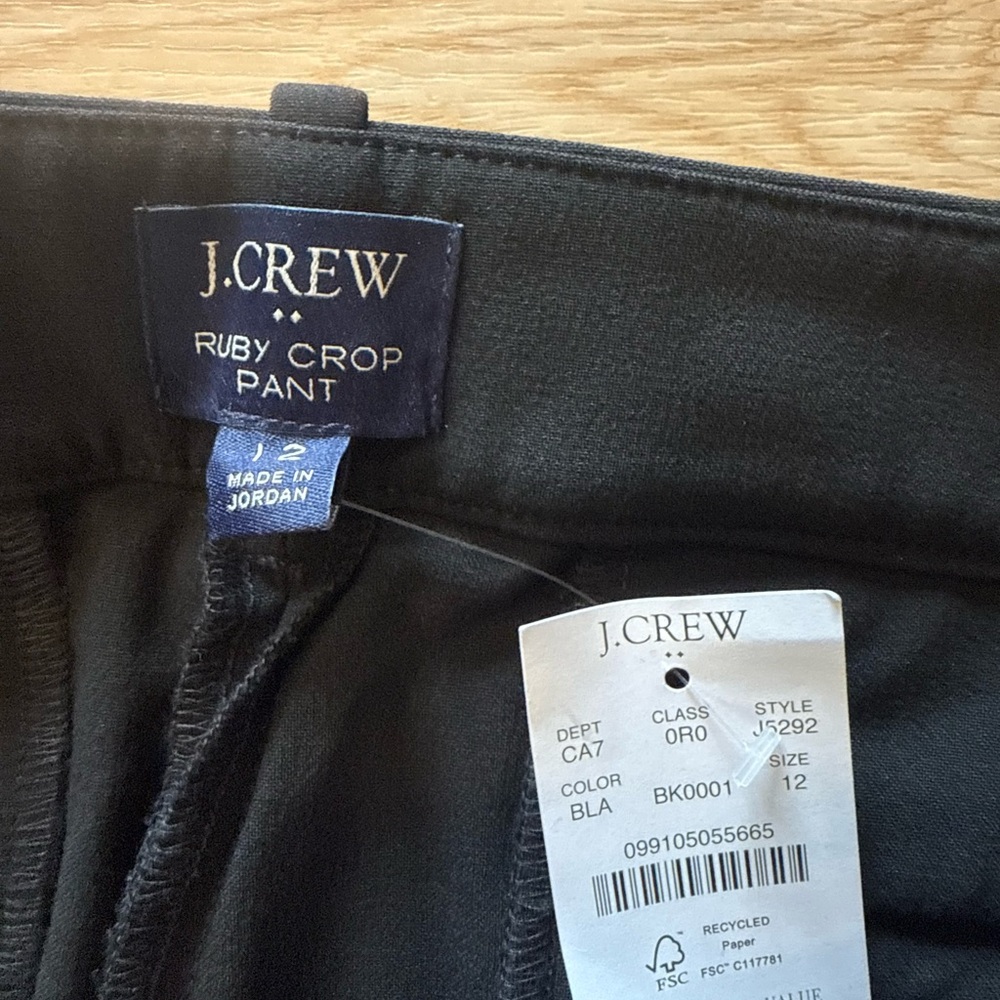 J.CREW
RUBY CROP
PANT
12
MADE IN
JORDAN
J.CREW
DEPT CLASS STYLE
CA7 0R0 J5292
COLOR SIZE
BLA BK0001 12
099105055665
RECYCLED
Paper
FSC™ C117781
FSC
VALUE